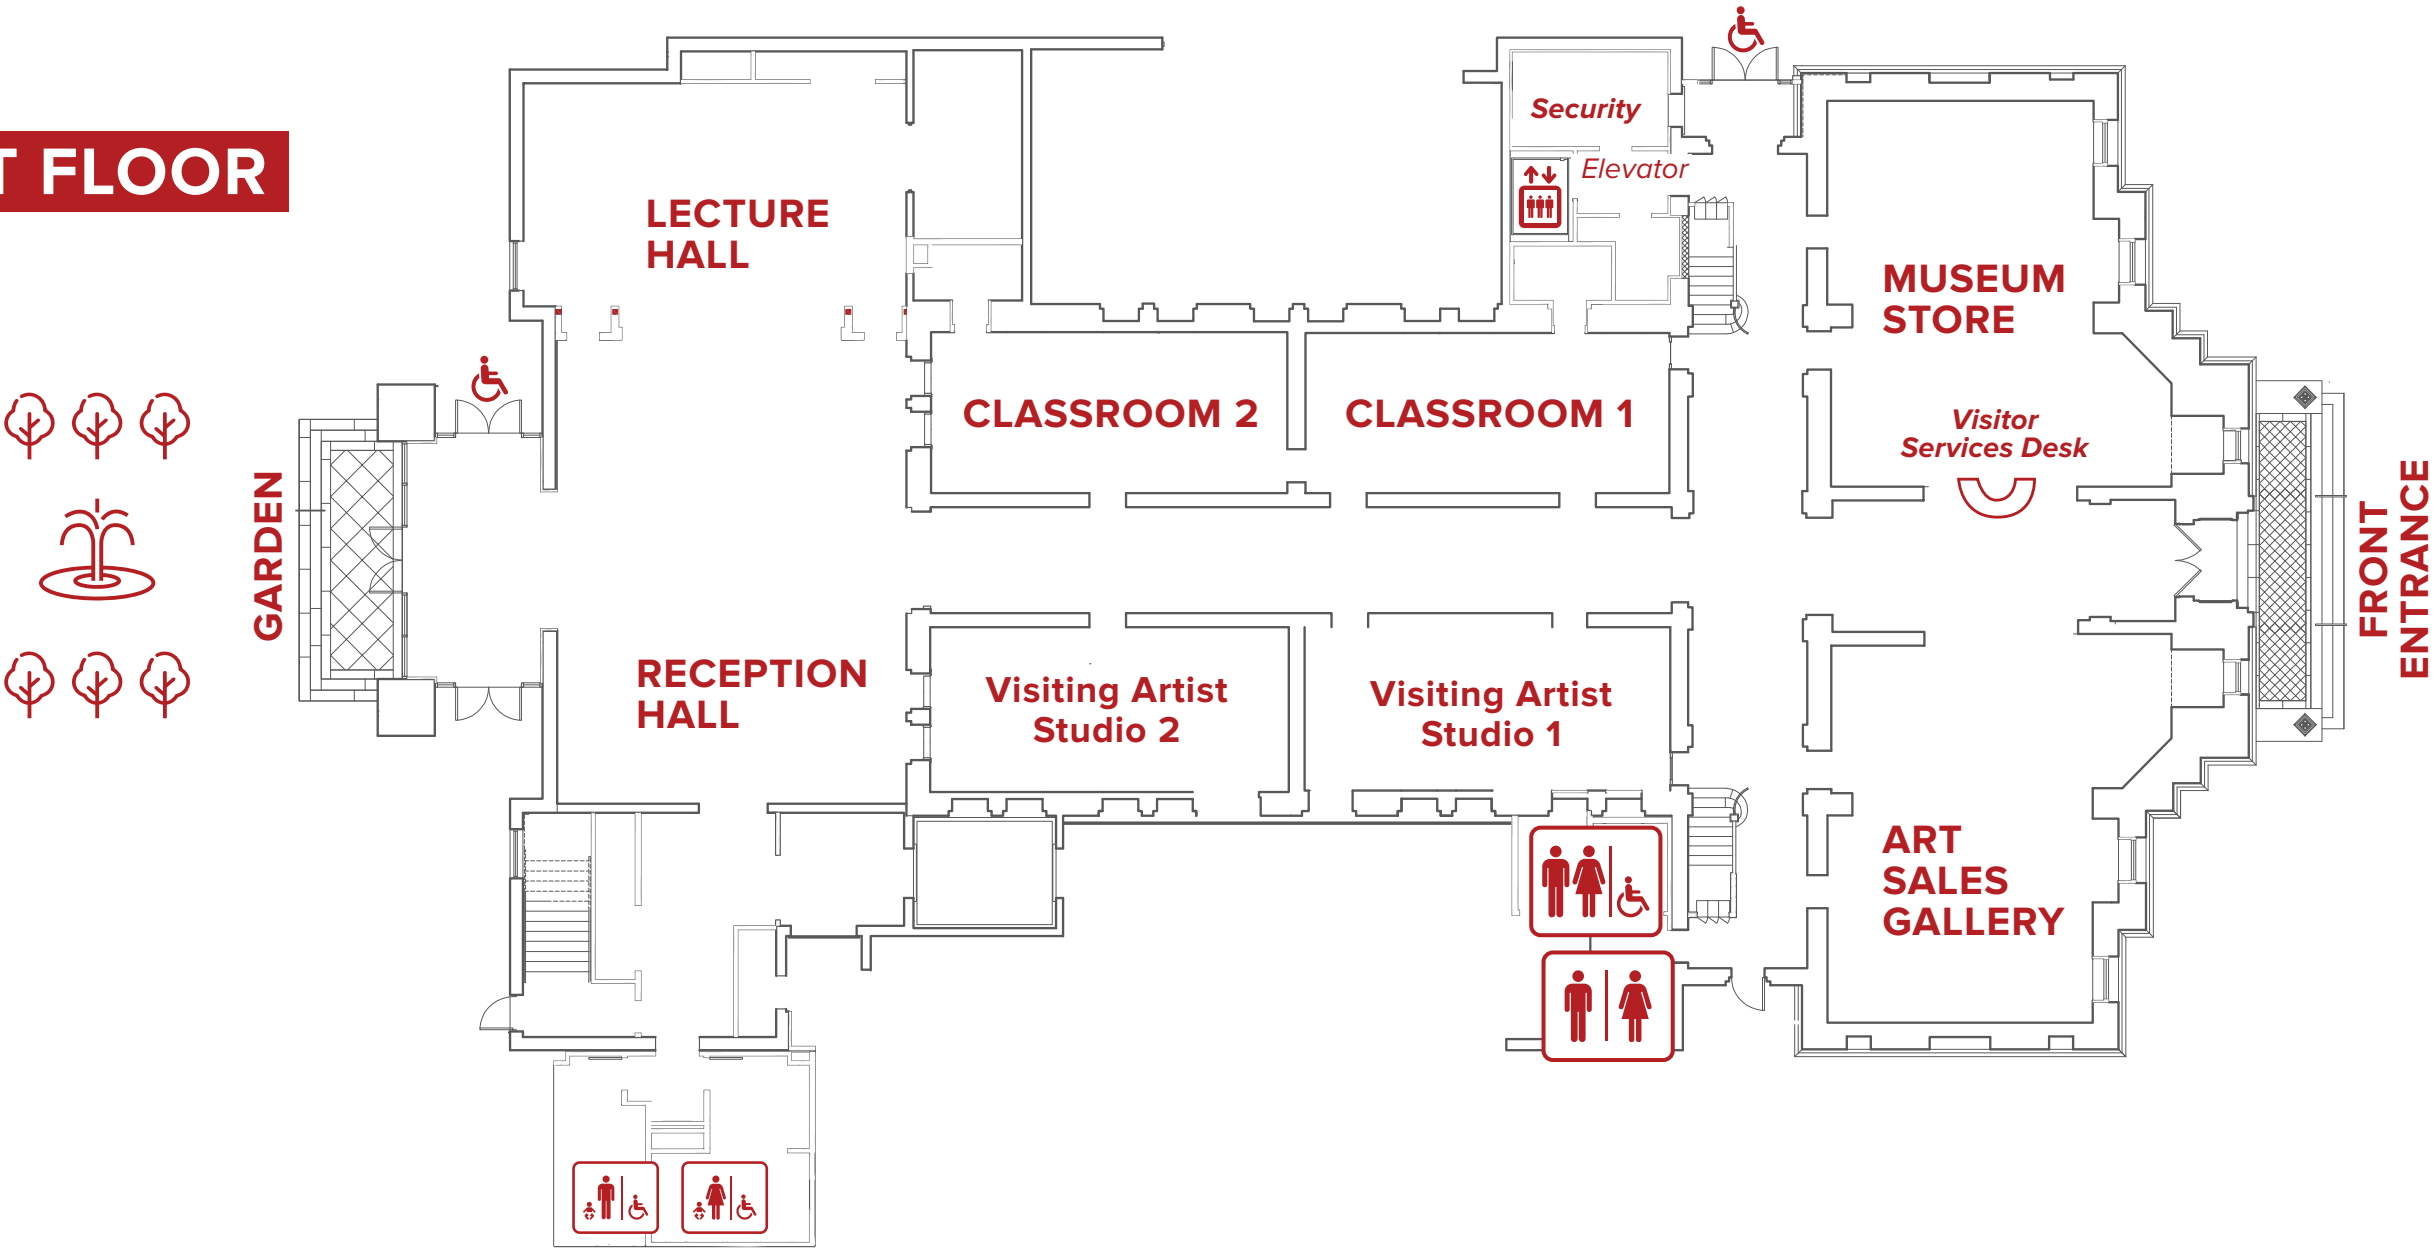 T FLOOR
LECTURE
HALL
Security
Elevator
MUSEUM
STORE
CLASSROOM 2
CLASSROOM 1
Visitor
Services Desk
GARDEN
FRONT
ENTRANCE
RECEPTION
HALL
Visiting Artist
Studio 2
Visiting Artist
Studio 1
ART
SALES
GALLERY